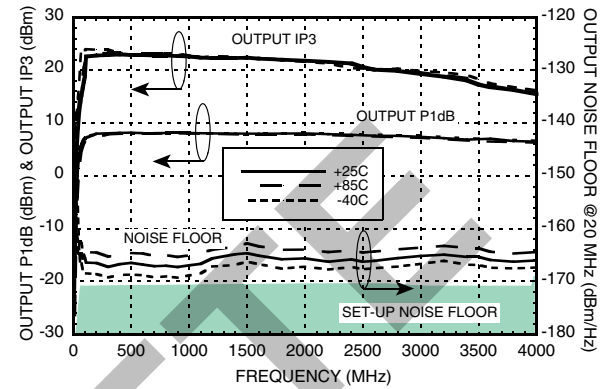 30
20
10
0
-10
-20
-30
OUTPUT P1dB (dBm) & OUTPUT IP3 (dBm)
-120
-130
-140
-150
-160
-170
-180
OUTPUT NOISE FLOOR @20 MHz (dBm/Hz)
OUTPUT IP3
OUTPUT P1dB
+25C
+85C
-40C
NOISE FLOOR
SET-UP NOISE FLOOR
0 500 1000 1500 2000 2500 3000 3500 4000
FREQUENCY (MHz)